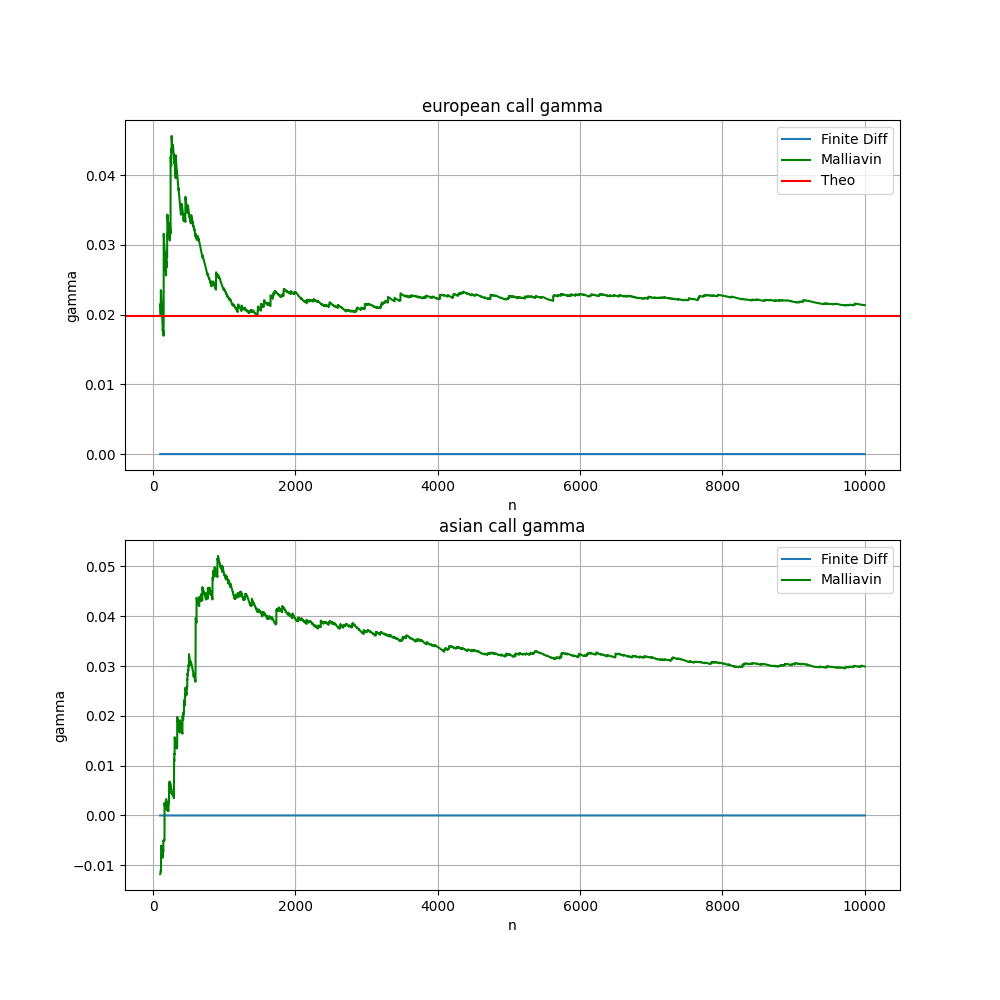 european call gamma
Finite Diff
Malliavin
Theo
0.04
0.03
0.02
0.01
0.00
gamma
0 2000 4000 6000 8000 10000
n
asian call gamma
Finite Diff
Malliavin
0.05
0.04
0.03
0.02
0.01
0.00
−0.01
gamma
0 2000 4000 6000 8000 10000
n